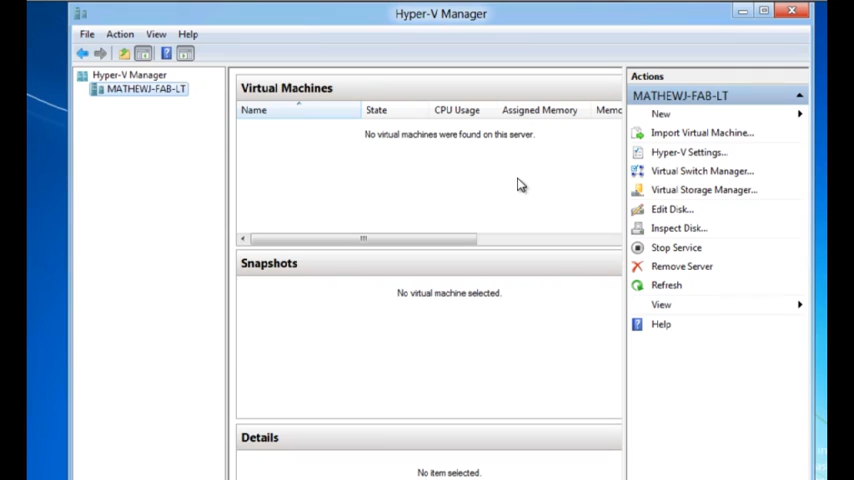 Hyper-V Manager
File Action View Help
Hyper-V Manager
MATHEWJ-FAB-LT
Virtual Machines
Name State CPU Usage Assigned Memory Memo
No virtual machines were found on this server.
Snapshots
No virtual machine selected.
Details
No item selected.
Actions
MATHEWJ-FAB-LT
New
Import Virtual Machine...
Hyper-V Settings...
Virtual Switch Manager...
Virtual Storage Manager...
Edit Disk...
Inspect Disk...
Stop Service
Remove Server
Refresh
View
Help